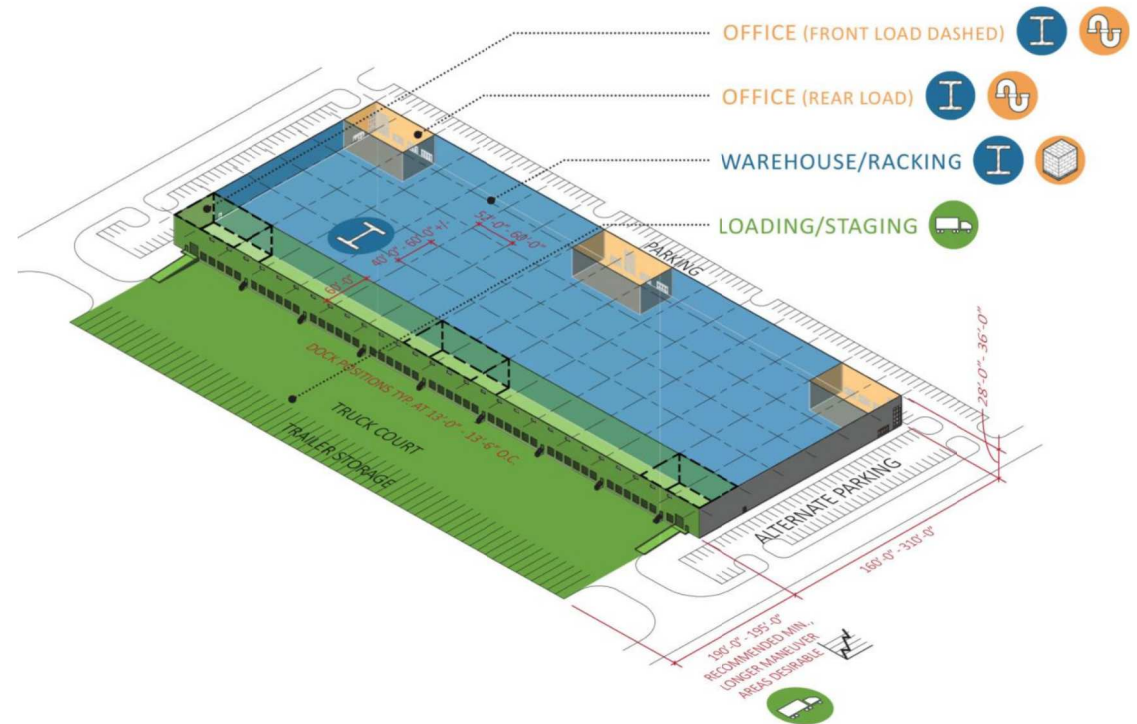 OFFICE (FRONT LOAD DASHED)
OFFICE (REAR LOAD)
WAREHOUSE/RACKING
LOADING/STAGING
52'-0" - 60'-0"
40'-0" - 60'0" +/-
60'-0"
PARKING
28'-0" - 36'-0"
DOCK POSITIONS TYP. AT 13'-0" - 13'-6" O.C.
TRUCK COURT
TRAILER STORAGE
ALTERNATE PARKING
160'-0" - 310'-0"
190'-0" - 195'-0"
RECOMMENDED MIN.,
LONGER MANEUVER
AREAS DESIRABLE